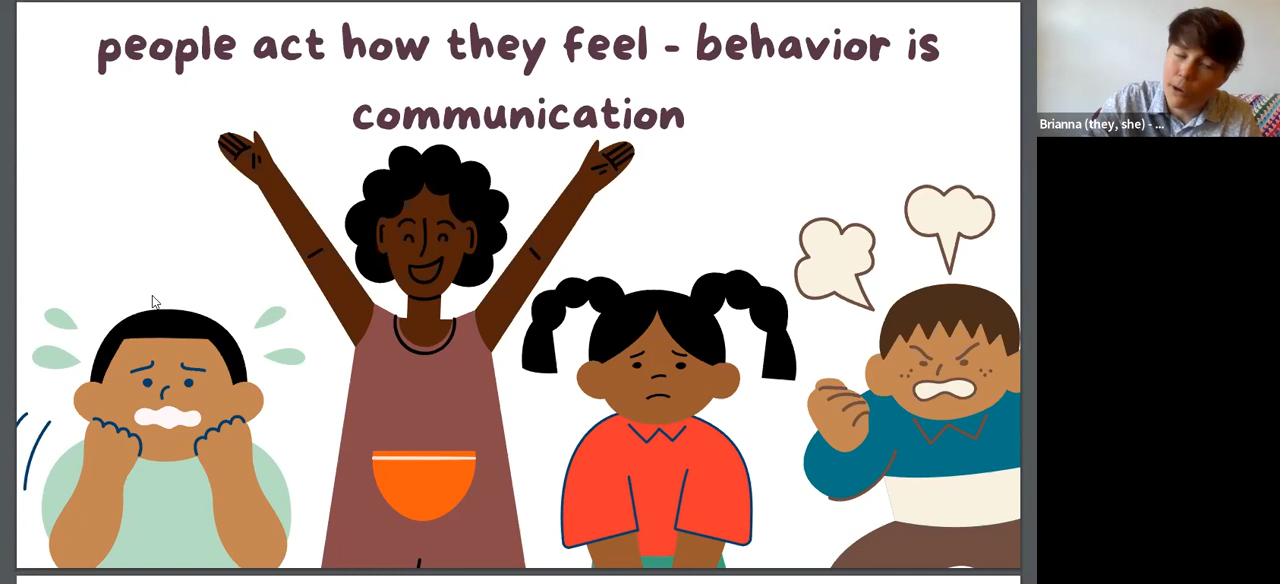 people act how they feel - behavior is
communication
Brianna (they, she) - ...